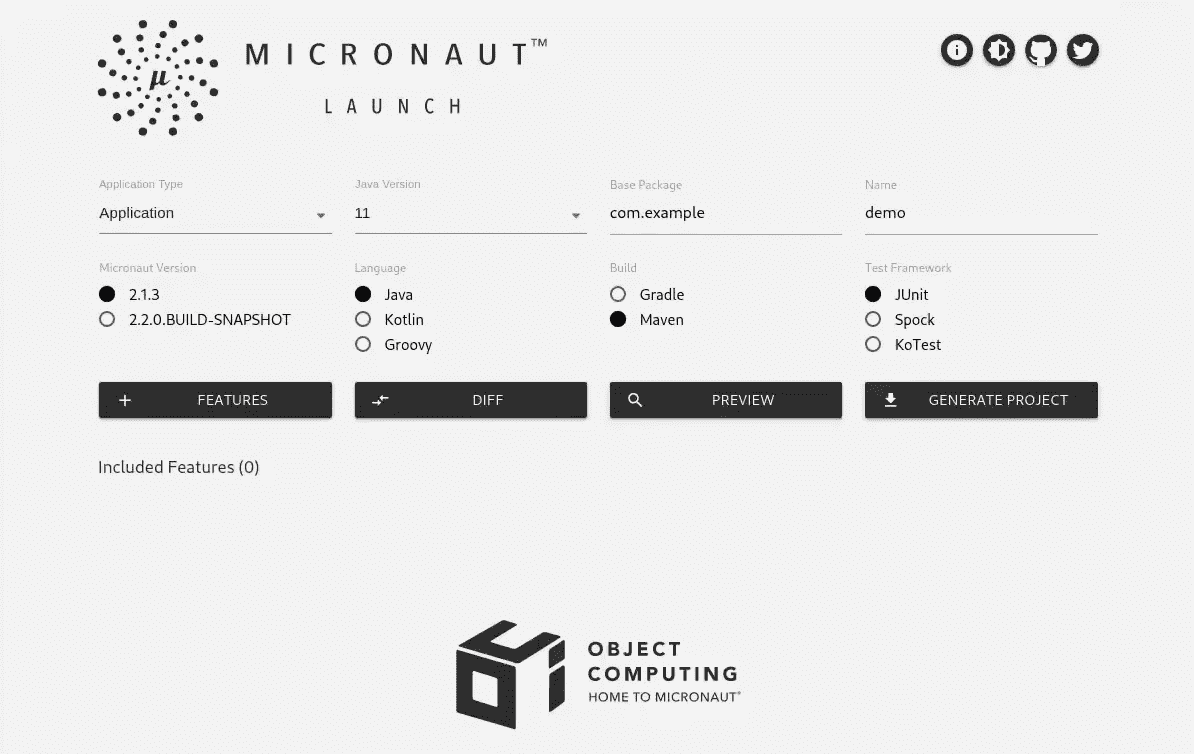 μ
MICRONAUT™
LAUNCH
Application Type
Application
Java Version
11
Base Package
com.example
Name
demo
Micronaut Version
2.1.3
2.2.0.BUILD-SNAPSHOT
Language
Java
Kotlin
Groovy
Build
Gradle
Maven
Test Framework
JUnit
Spock
KoTest
FEATURES
DIFF
PREVIEW
GENERATE PROJECT
Included Features (0)
OBJECT
COMPUTING
HOME TO MICRONAUT®